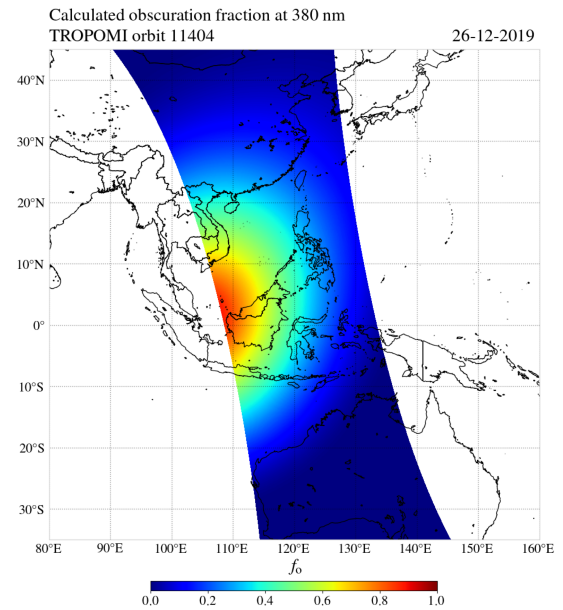 Calculated obscuration fraction at 380 nm
TROPOMI orbit 11404 26-12-2019
40°N
30°N
20°N
10°N
0°
10°S
20°S
30°S
80°E 90°E 100°E 110°E 120°E 130°E 140°E 150°E 160°E
fo
0.0 0.2 0.4 0.6 0.8 1.0